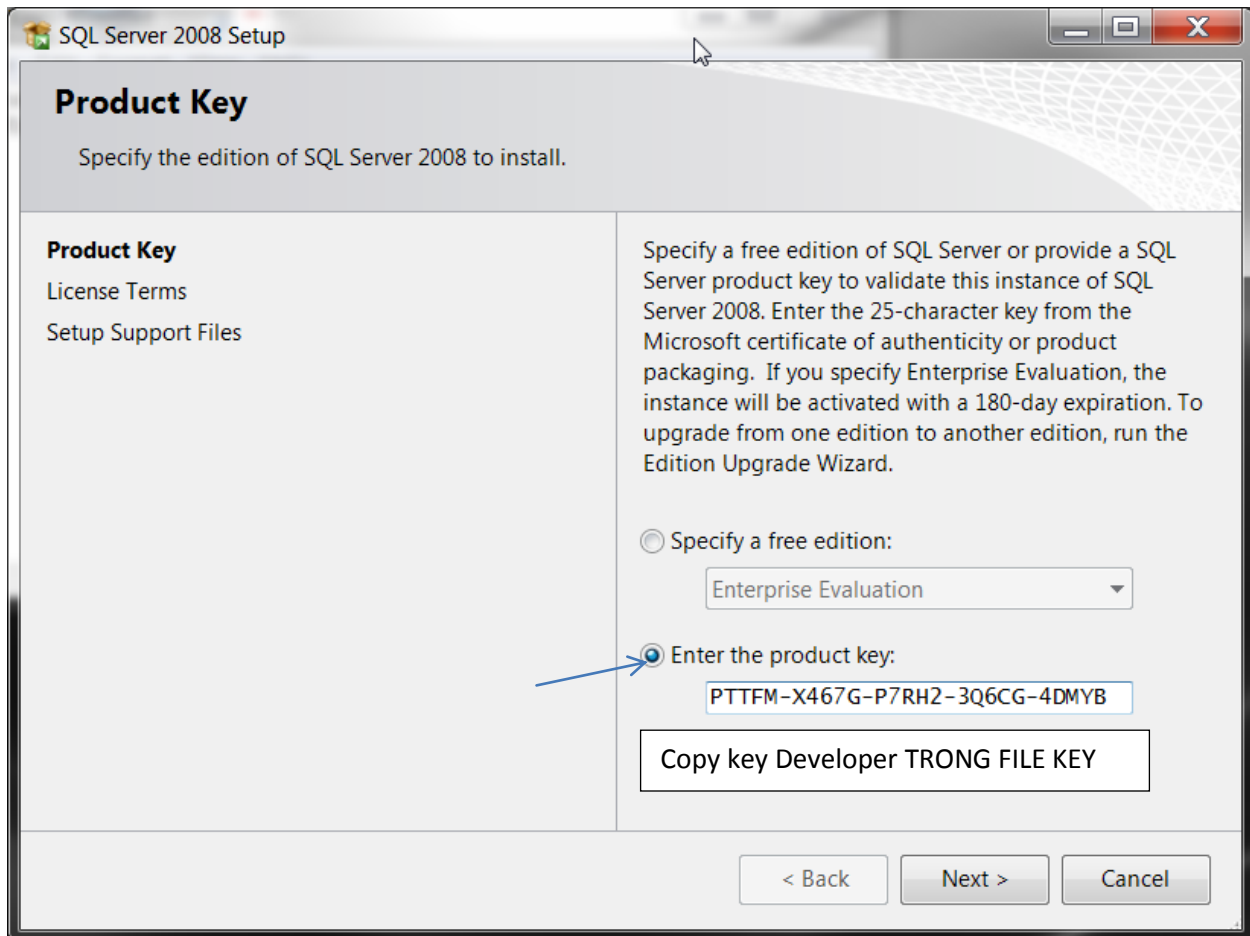 SQL Server 2008 Setup
Product Key
Specify the edition of SQL Server 2008 to install.
Product Key
License Terms
Setup Support Files
Specify a free edition of SQL Server or provide a SQL
Server product key to validate this instance of SQL
Server 2008. Enter the 25-character key from the
Microsoft certificate of authenticity or product
packaging.  If you specify Enterprise Evaluation, the
instance will be activated with a 180-day expiration. To
upgrade from one edition to another edition, run the
Edition Upgrade Wizard.
Specify a free edition:
Enterprise Evaluation
Enter the product key:
PTTFM-X467G-P7RH2-3Q6CG-4DMYB
Copy key Developer TRONG FILE KEY
< Back
Next >
Cancel